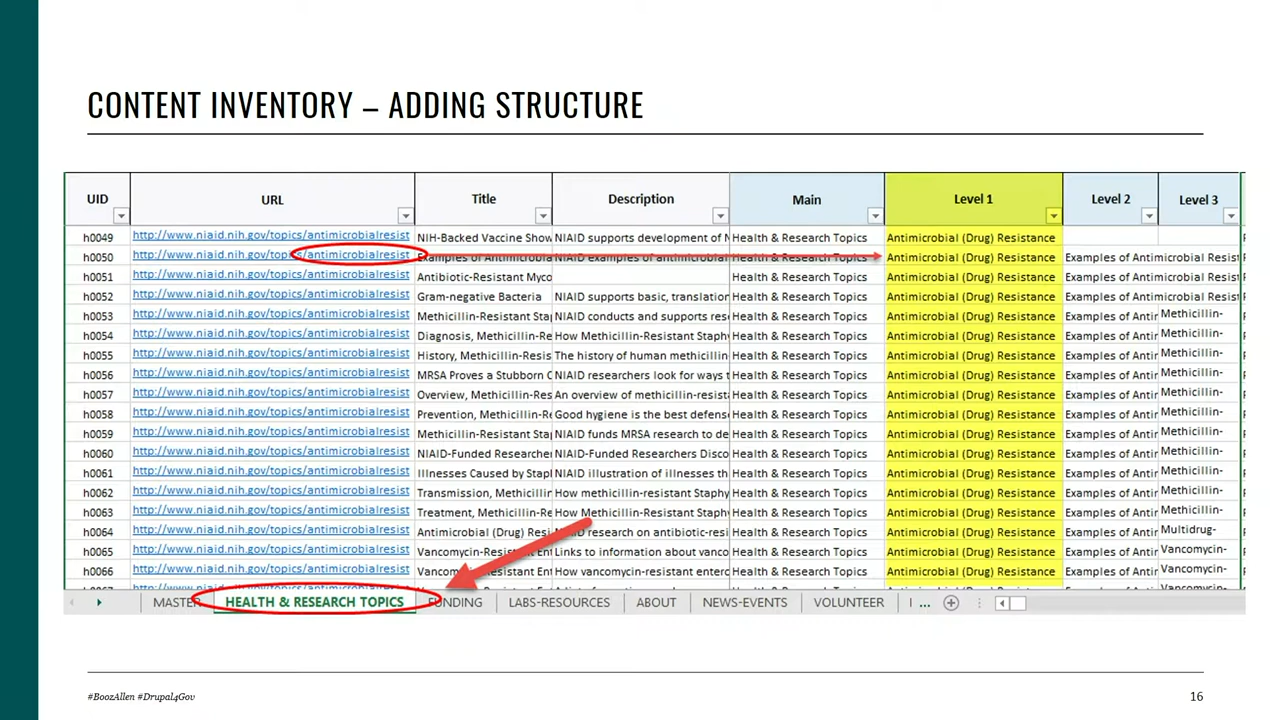 CONTENT INVENTORY – ADDING STRUCTURE
UID URL Title Description Main Level 1 Level 2 Level 3
h0049 http://www.niaid.nih.gov/topics/antimicrobialresist NIH-Backed Vaccine Show NIAID supports development of N Health & Research Topics Antimicrobial (Drug) Resistance
h0050 http://www.niaid.nih.gov/topics/antimicrobialresist Examples of Antimicrobia NIAID examples of antimicrobial Health & Research Topics Antimicrobial (Drug) Resistance Examples of Antimicrobial Resist
h0051 http://www.niaid.nih.gov/topics/antimicrobialresist Antibiotic-Resistant Myco Health & Research Topics Antimicrobial (Drug) Resistance Examples of Antimicrobial Resist
h0052 http://www.niaid.nih.gov/topics/antimicrobialresist Gram-negative Bacteria NIAID supports basic, translation Health & Research Topics Antimicrobial (Drug) Resistance Examples of Antimicrobial Resist
h0053 http://www.niaid.nih.gov/topics/antimicrobialresist Methicillin-Resistant Stap NIAID conducts and supports rese Health & Research Topics Antimicrobial (Drug) Resistance Examples of Antir Methicillin-
h0054 http://www.niaid.nih.gov/topics/antimicrobialresist Diagnosis, Methicillin-Re How Methicillin-Resistant Staph Health & Research Topics Antimicrobial (Drug) Resistance Examples of Antir Methicillin-
h0055 http://www.niaid.nih.gov/topics/antimicrobialresist History, Methicillin-Resis The history of human methicillin Health & Research Topics Antimicrobial (Drug) Resistance Examples of Antir Methicillin-
h0056 http://www.niaid.nih.gov/topics/antimicrobialresist MRSA Proves a Stubborn C NIAID researchers look for ways t Health & Research Topics Antimicrobial (Drug) Resistance Examples of Antir Methicillin-
h0057 http://www.niaid.nih.gov/topics/antimicrobialresist Overview, Methicillin-Re An overview of methicillin-resist Health & Research Topics Antimicrobial (Drug) Resistance Examples of Antir Methicillin-
h0058 http://www.niaid.nih.gov/topics/antimicrobialresist Prevention, Methicillin-R Good hygiene is the best defense Health & Research Topics Antimicrobial (Drug) Resistance Examples of Antir Methicillin-
h0059 http://www.niaid.nih.gov/topics/antimicrobialresist Methicillin-Resistant Stap NIAID funds MRSA research to de Health & Research Topics Antimicrobial (Drug) Resistance Examples of Antir Methicillin-
h0060 http://www.niaid.nih.gov/topics/antimicrobialresist NIAID-Funded Researcher NIAID-Funded Researchers Disco Health & Research Topics Antimicrobial (Drug) Resistance Examples of Antir Methicillin-
h0061 http://www.niaid.nih.gov/topics/antimicrobialresist Illnesses Caused by Stapl NIAID illustration of illnesses th Health & Research Topics Antimicrobial (Drug) Resistance Examples of Antir Methicillin-
h0062 http://www.niaid.nih.gov/topics/antimicrobialresist Transmission, Methicillir How methicillin-resistant Staphy Health & Research Topics Antimicrobial (Drug) Resistance Examples of Antir Methicillin-
h0063 http://www.niaid.nih.gov/topics/antimicrobialresist Treatment, Methicillin-R How Methicillin-Resistant Staphy Health & Research Topics Antimicrobial (Drug) Resistance Examples of Antir Methicillin-
h0064 http://www.niaid.nih.gov/topics/antimicrobialresist Antimicrobial (Drug) Resi research on antibiotic-resi Health & Research Topics Antimicrobial (Drug) Resistance Examples of Antir Multidrug-
h0065 http://www.niaid.nih.gov/topics/antimicrobialresist Vancomycin-Resistant Ent Links to information about vanco Health & Research Topics Antimicrobial (Drug) Resistance Examples of Antir Vancomycin-
h0066 http://www.niaid.nih.gov/topics/antimicrobialresist Vancomycin-Resistant Ent How vancomycin-resistant enterc Health & Research Topics Antimicrobial (Drug) Resistance Examples of Antir Vancomycin-
MASTER HEALTH & RESEARCH TOPICS FUNDING LABS-RESOURCES ABOUT NEWS-EVENTS VOLUNTEER I ...
#BoozAllen #Drupal4Gov 16